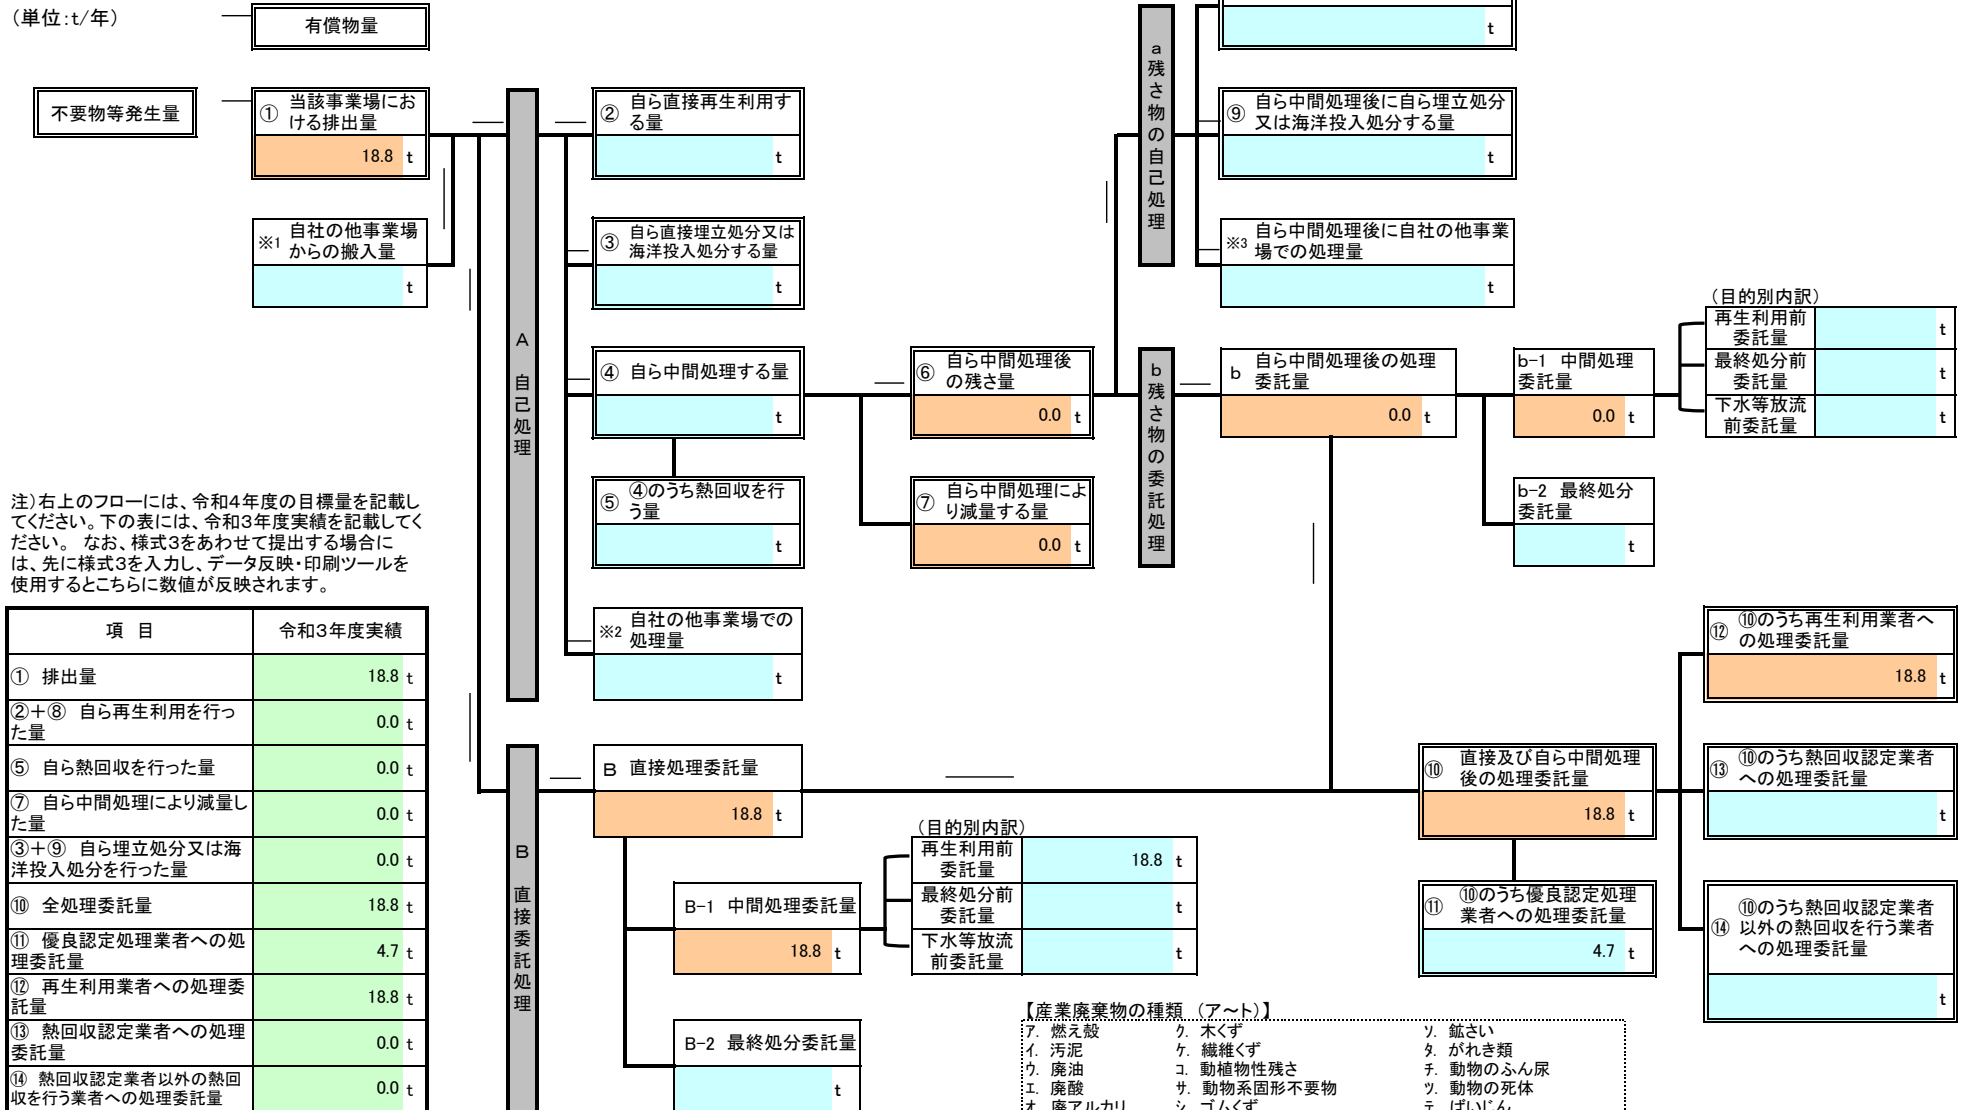 （単位：t/年）
有償物量
不要物等発生量
① 当該事業場にお
ける排出量
18.8 t
※1 自社の他事業場
からの搬入量
t
A 自己処理
② 自ら直接再生利用す
る量
t
③ 自ら直接埋立処分又は
海洋投入処分する量
t
④ 自ら中間処理する量
t
⑤ ④のうち熱回収を行
う量
t
※2 自社の他事業場での
処理量
t
⑥ 自ら中間処理後
の残さ量
0.0 t
⑦ 自ら中間処理によ
り減量する量
0.0 t
a 残さ物の自己処理
t
⑨ 自ら中間処理後に自ら埋立処分
又は海洋投入処分する量
t
※3 自ら中間処理後に自社の他事業
場での処理量
t
b 残さ物の委託処理
b 自ら中間処理後の処理
委託量
0.0 t
b-1 中間処理
委託量
0.0 t
b-2 最終処分
委託量
t
（目的別内訳）
再生利用前
委託量
t
最終処分前
委託量
t
下水等放流
前委託量
t
注）右上のフローには、令和４年度の目標量を記載し
てください。下の表には、令和３年度実績を記載してく
ださい。 なお、様式３をあわせて提出する場合に
は、先に様式３を入力し、データ反映・印刷ツールを
使用するとこちらに数値が反映されます。
項 目 令和３年度実績
① 排出量 18.8 t
②＋⑧ 自ら再生利用を行っ
た量 0.0 t
⑤ 自ら熱回収を行った量 0.0 t
⑦ 自ら中間処理により減量し
た量 0.0 t
③＋⑨ 自ら埋立処分又は海
洋投入処分を行った量 0.0 t
⑩ 全処理委託量 18.8 t
⑪ 優良認定処理業者への処
理委託量 4.7 t
⑫ 再生利用業者への処理委
託量 18.8 t
⑬ 熱回収認定業者への処理
委託量 0.0 t
⑭ 熱回収認定業者以外の熱回
収を行う業者への処理委託量 0.0 t
B 直接委託処理
B 直接処理委託量
18.8 t
B-1 中間処理委託量
18.8 t
B-2 最終処分委託量
t
（目的別内訳）
再生利用前
委託量
18.8 t
最終処分前
委託量
t
下水等放流
前委託量
t
⑩ 直接及び自ら中間処理
後の処理委託量
18.8 t
⑪ ⑩のうち優良認定処理
業者への処理委託量
4.7 t
⑫ ⑩のうち再生利用業者へ
の処理委託量
18.8 t
⑬ ⑩のうち熱回収認定業者
への処理委託量
t
⑭ ⑩のうち熱回収認定業者
以外の熱回収を行う業者
への処理委託量
t
【産業廃棄物の種類 （ア～ト）】
ア. 燃え殻 ク. 木くず ソ. 鉱さい
イ. 汚泥 ケ. 繊維くず タ. がれき類
ウ. 廃油 コ. 動植物性残さ チ. 動物のふん尿
エ. 廃酸 サ. 動物系固形不要物 ツ. 動物の死体
オ. 廃アルカリ シ. ゴムくず テ. ばいじん